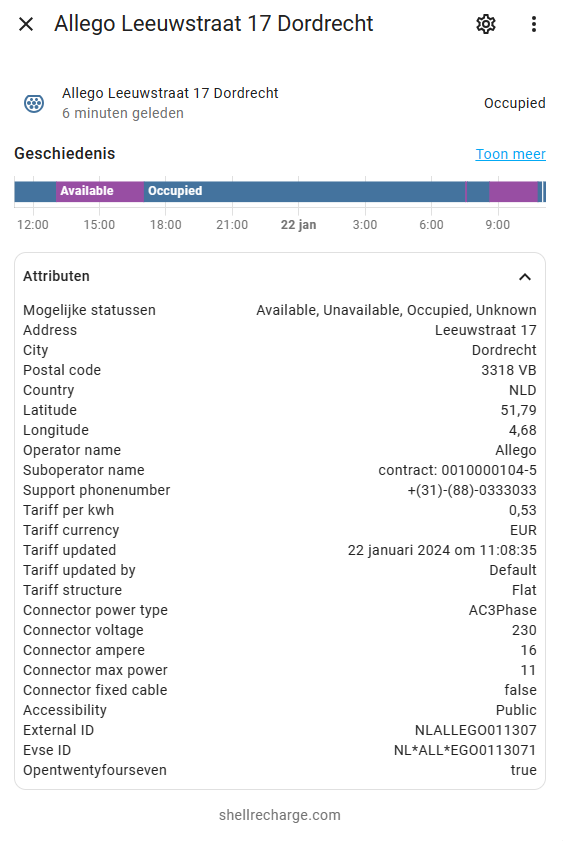 Allego Leeuwstraat 17 Dordrecht
Allego Leeuwstraat 17 Dordrecht
6 minuten geleden
Occupied
Geschiedenis Toon meer
Available Occupied
12:00 15:00 18:00 21:00 22 jan 3:00 6:00 9:00
Attributen
Mogelijke statussen Available, Unavailable, Occupied, Unknown
Address Leeuwstraat 17
City Dordrecht
Postal code 3318 VB
Country NLD
Latitude 51,79
Longitude 4,68
Operator name Allego
Suboperator name contract: 0010000104-5
Support phonenumber +(31)-(88)-0333033
Tariff per kwh 0,53
Tariff currency EUR
Tariff updated 22 januari 2024 om 11:08:35
Tariff updated by Default
Tariff structure Flat
Connector power type AC3Phase
Connector voltage 230
Connector ampere 16
Connector max power 11
Connector fixed cable false
Accessibility Public
External ID NLALLEGO011307
Evse ID NL*ALL*EGO0113071
Opentwentyfourseven true
shellrecharge.com